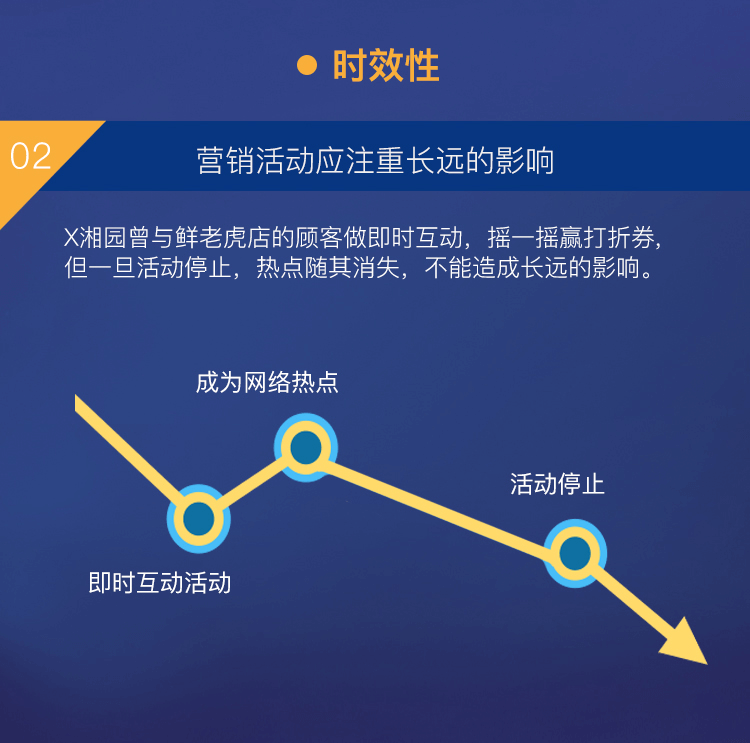 时效性
02
营销活动应注重长远的影响
X湘园曾与鲜老虎店的顾客做即时互动，摇一摇赢打折券，
但一旦活动停止，热点随其消失，不能造成长远的影响。
成为网络热点
活动停止
即时互动活动